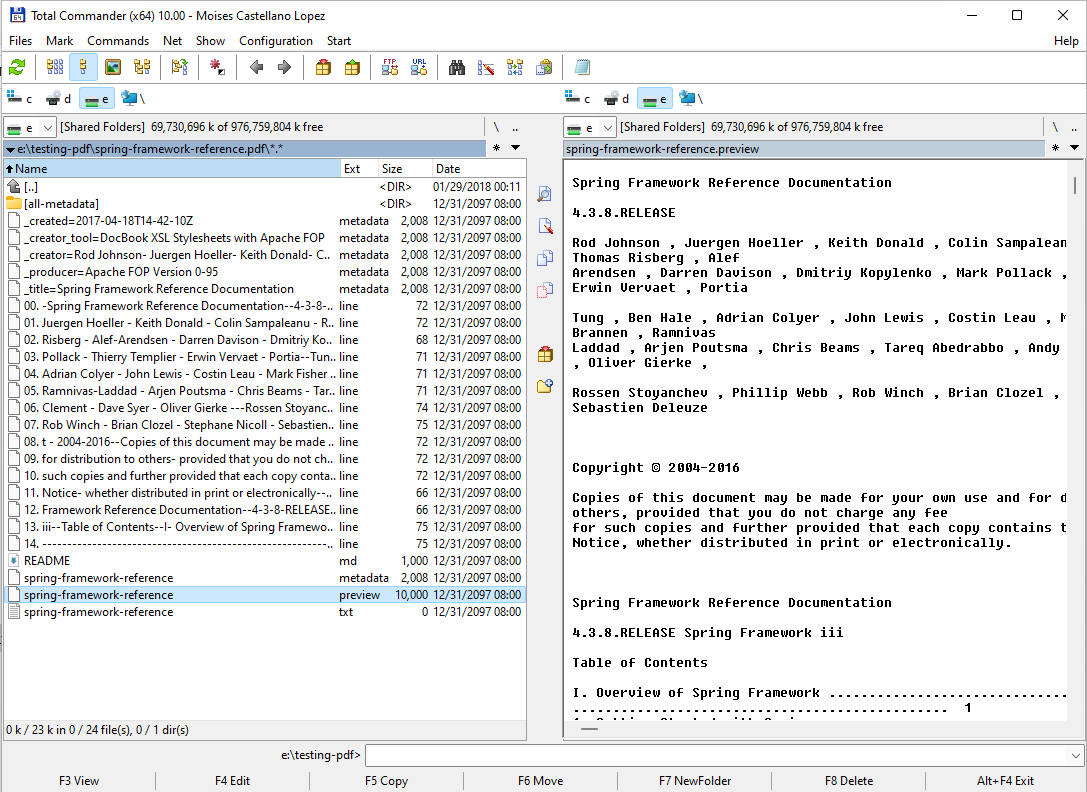 Total Commander (x64) 10.00 - Moises Castellano Lopez
Files Mark Commands Net Show Configuration Start Help
FTP URL
c d e \
c d e \
e [Shared Folders] 69,730,696 k of 976,759,804 k free \ ..
e [Shared Folders] 69,730,696 k of 976,759,804 k free \ ..
e:\testing-pdf\spring-framework-reference.pdf\*.* *
Name Ext Size Date
[..] <DIR> 01/29/2018 00:11
[all-metadata] <DIR> 12/31/2097 08:00
_created=2017-04-18T14-42-10Z metadata 2,008 12/31/2097 08:00
_creator_tool=DocBook XSL Stylesheets with Apache FOP metadata 2,008 12/31/2097 08:00
_creator=Rod Johnson- Juergen Hoeller- Keith Donald- C... metadata 2,008 12/31/2097 08:00
_producer=Apache FOP Version 0-95 metadata 2,008 12/31/2097 08:00
_title=Spring Framework Reference Documentation metadata 2,008 12/31/2097 08:00
00. -Spring Framework Reference Documentation--4-3-8-... line 72 12/31/2097 08:00
01. Juergen Hoeller - Keith Donald - Colin Sampaleanu - R... line 72 12/31/2097 08:00
02. Risberg - Alef-Arendsen - Darren Davison - Dmitriy Ko... line 68 12/31/2097 08:00
03. Pollack - Thierry Templier - Erwin Vervaet - Portia--Tun... line 71 12/31/2097 08:00
04. Adrian Colyer - John Lewis - Costin Leau - Mark Fisher ... line 71 12/31/2097 08:00
05. Ramnivas-Laddad - Arjen Poutsma - Chris Beams - Tar... line 71 12/31/2097 08:00
06. Clement - Dave Syer - Oliver Gierke ---Rossen Stoyanc... line 74 12/31/2097 08:00
07. Rob Winch - Brian Clozel - Stephane Nicoll - Sebastien... line 75 12/31/2097 08:00
08. t - 2004-2016--Copies of this document may be made ... line 72 12/31/2097 08:00
09. for distribution to others- provided that you do not ch... line 72 12/31/2097 08:00
10. such copies and further provided that each copy conta... line 72 12/31/2097 08:00
11. Notice- whether distributed in print or electronically--... line 66 12/31/2097 08:00
12. Framework Reference Documentation--4-3-8-RELEASE... line 66 12/31/2097 08:00
13. iii--Table of Contents--I- Overview of Spring Framewo... line 75 12/31/2097 08:00
14. ------------------------------------------------------... line 75 12/31/2097 08:00
README md 1,000 12/31/2097 08:00
spring-framework-reference metadata 2,008 12/31/2097 08:00
spring-framework-reference preview 10,000 12/31/2097 08:00
spring-framework-reference txt 0 12/31/2097 08:00
0 k / 23 k in 0 / 24 file(s), 0 / 1 dir(s)
spring-framework-reference.preview *
Spring Framework Reference Documentation
4.3.8.RELEASE
Rod Johnson , Juergen Hoeller , Keith Donald , Colin Sampalean
Thomas Risberg , Alef
Arendsen , Darren Davison , Dmitriy Kopylenko , Mark Pollack ,
Erwin Vervaet , Portia
Tung , Ben Hale , Adrian Colyer , John Lewis , Costin Leau , M
Brannen , Ramnivas
Laddad , Arjen Poutsma , Chris Beams , Tareq Abedrabbo , Andy
, Oliver Gierke ,
Rossen Stoyanchev , Phillip Webb , Rob Winch , Brian Clozel ,
Sebastien Deleuze
Copyright © 2004-2016
Copies of this document may be made for your own use and for d
others, provided that you do not charge any fee
for such copies and further provided that each copy contains t
Notice, whether distributed in print or electronically.
Spring Framework Reference Documentation
4.3.8.RELEASE Spring Framework iii
Table of Contents
I. Overview of Spring Framework .............................
............................................. 1
e:\testing-pdf>
F3 View F4 Edit F5 Copy F6 Move F7 NewFolder F8 Delete Alt+F4 Exit